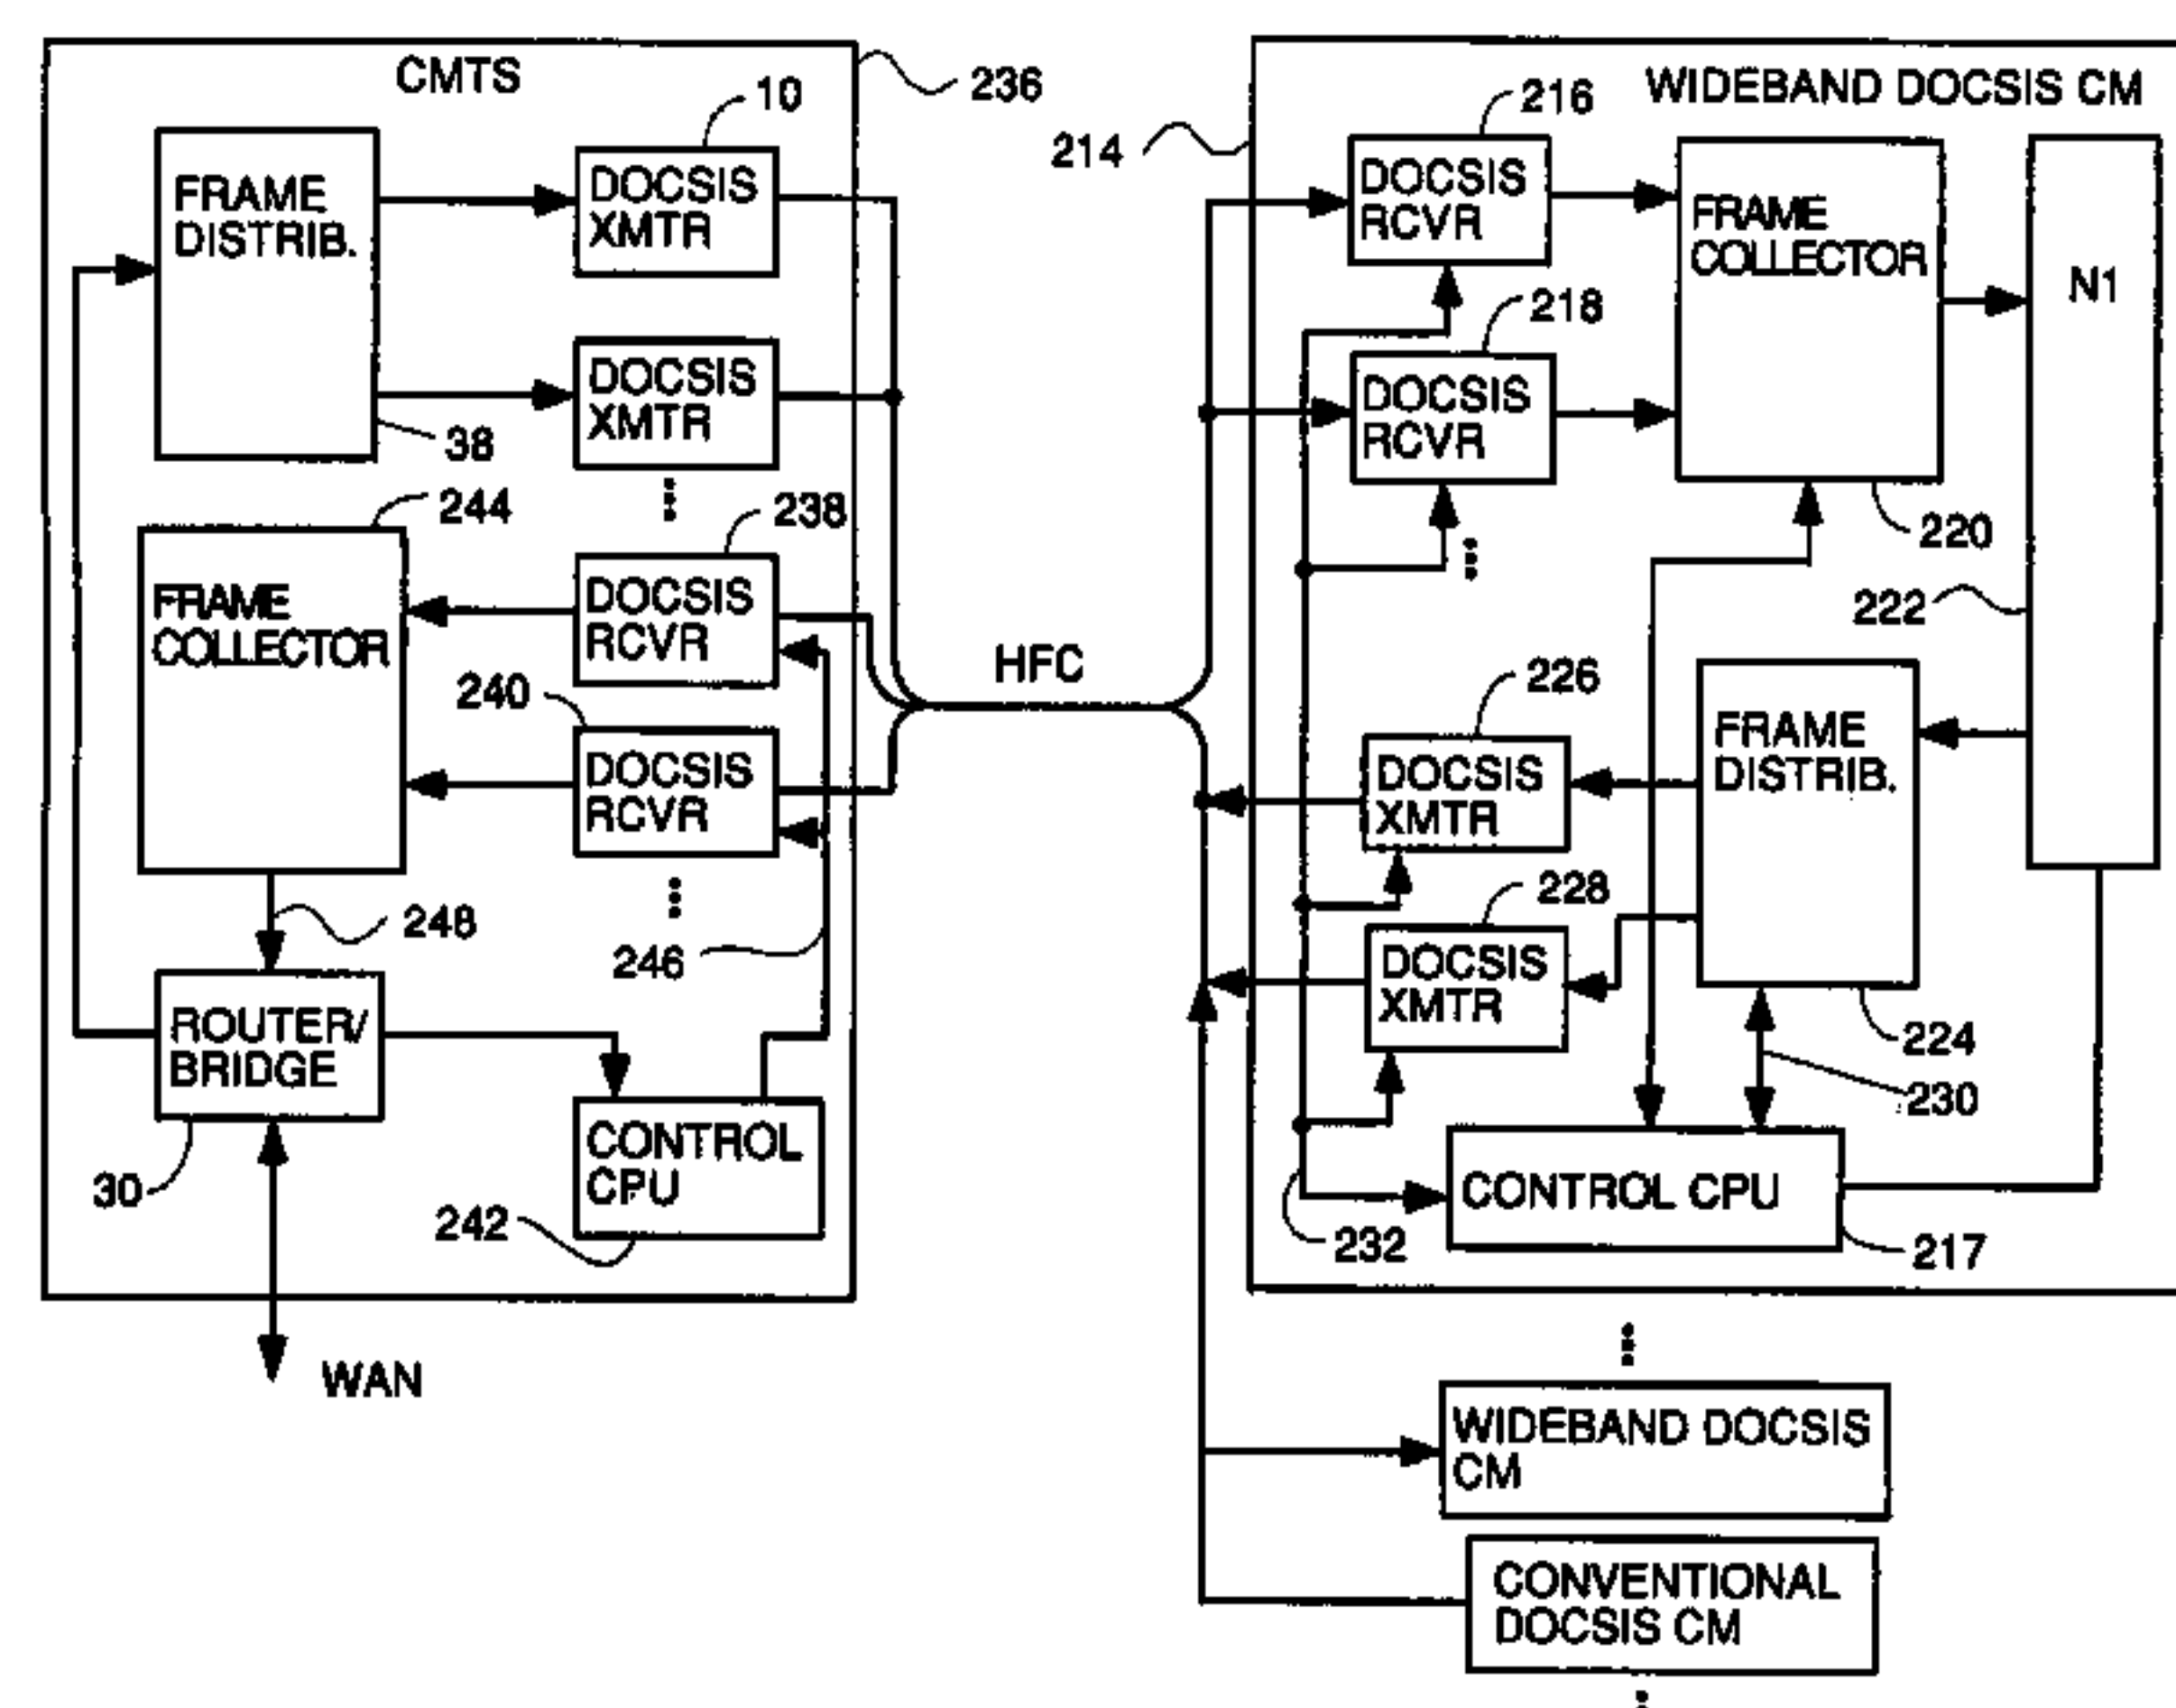 CMTS
236
10
FRAME
DISTRIB.
DOCSIS
XMTR
DOCSIS
XMTR
38
244
238
FRAME
COLLECTOR
DOCSIS
RCVR
240
DOCSIS
RCVR
248
246
ROUTER/
BRIDGE
CONTROL
CPU
30
242
WAN
HFC
WIDEBAND DOCSIS CM
214
216
DOCSIS
RCVR
FRAME
COLLECTOR
N1
218
DOCSIS
RCVR
220
222
226
FRAME
DISTRIB.
DOCSIS
XMTR
228
DOCSIS
XMTR
224
230
CONTROL CPU
232
217
WIDEBAND DOCSIS
CM
CONVENTIONAL
DOCSIS CM